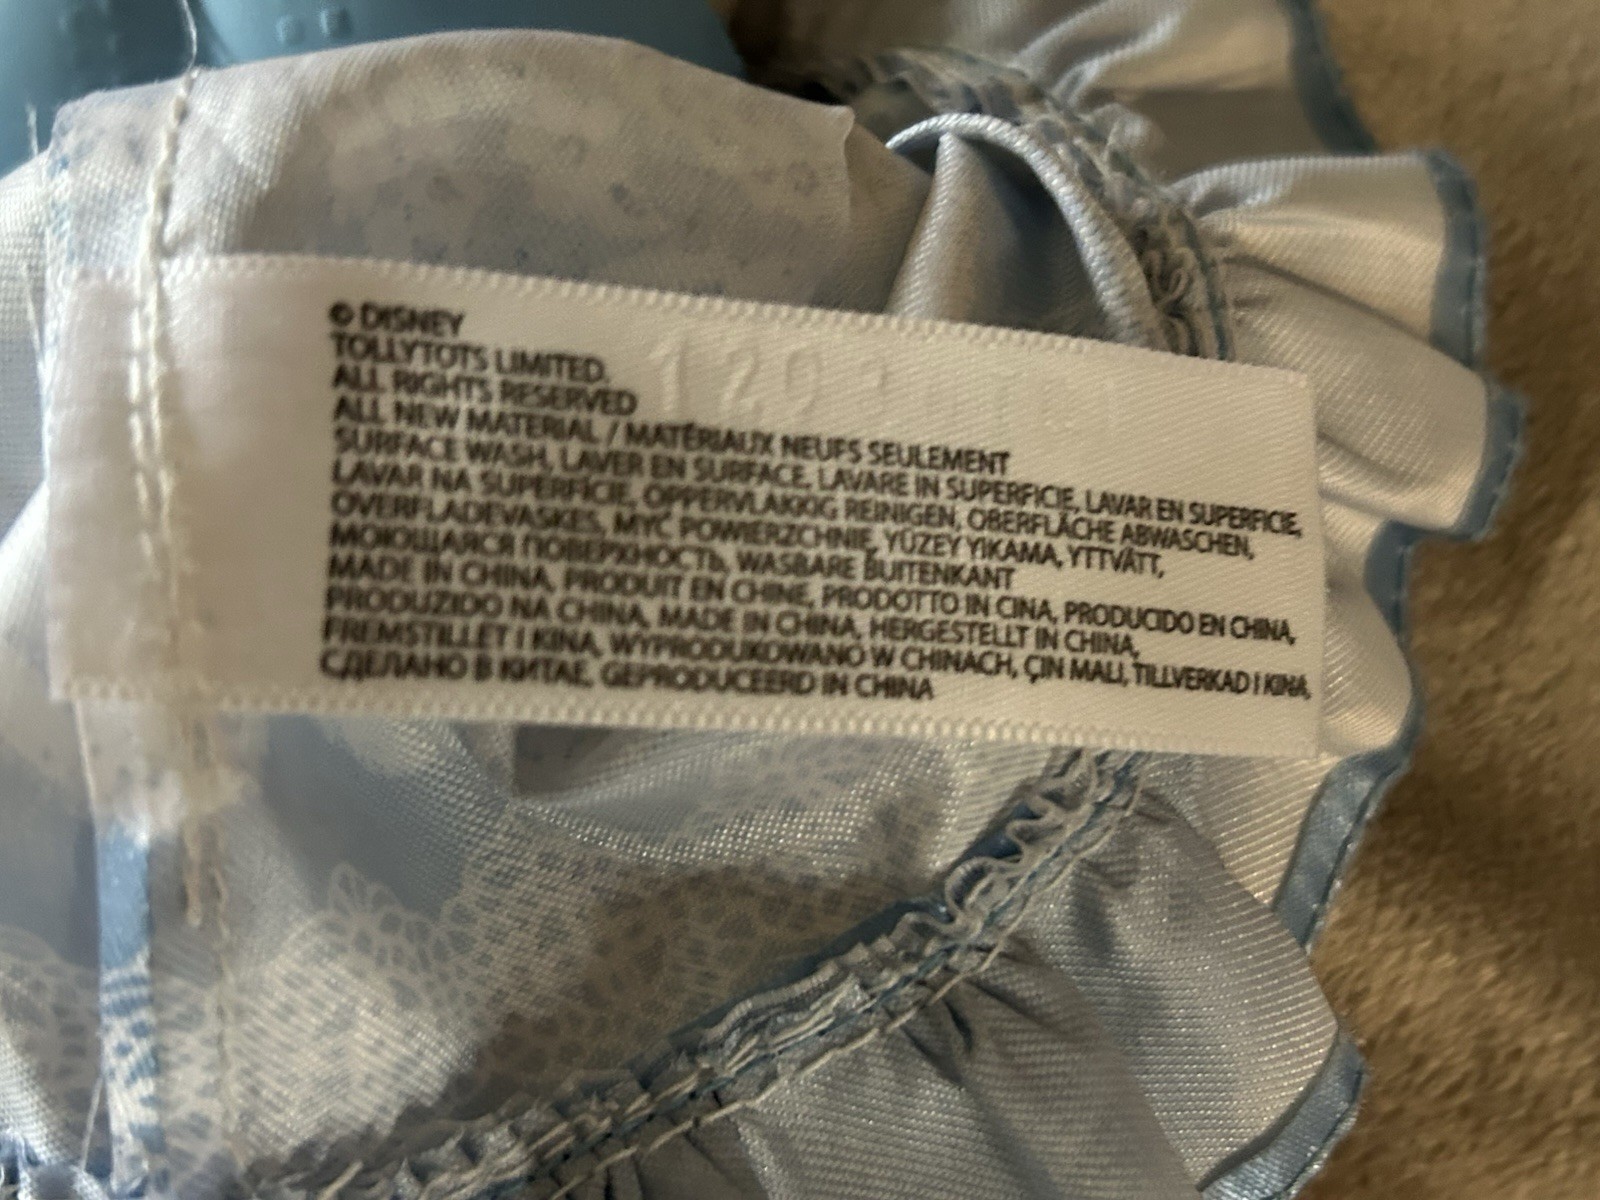 © DISNEY
TOLLYTOTS LIMITED.
ALL RIGHTS RESERVED
ALL NEW MATERIAL / MATÉRIAUX NEUFS SEULEMENT
SURFACE WASH, LAVER EN SURFACE, LAVARE IN SUPERFICIE, LAVAR EN SUPERFICIE,
LAVAR NA SUPERFÍCIE, OPPERVLAKKIG REINIGEN, OBERFLÄCHE ABWASCHEN,
OVERFLADEVASKES, MYĆ POWIERZCHNIĘ, YÜZEY YIKAMA, YTTVÄTT,
МОЮЩАЯСЯ ПОВЕРХНОСТЬ, WASBARE BUITENKANT
MADE IN CHINA, PRODUIT EN CHINE, PRODOTTO IN CINA, PRODUCIDO EN CHINA,
PRODUZIDO NA CHINA, MADE IN CHINA, HERGESTELLT IN CHINA,
FREMSTILLET I KINA, WYPRODUKOWANO W CHINACH, ÇIN MALI, TILLVERKAD I KINA,
СДЕЛАНО В КИТАЕ, GEPRODUCEERD IN CHINA